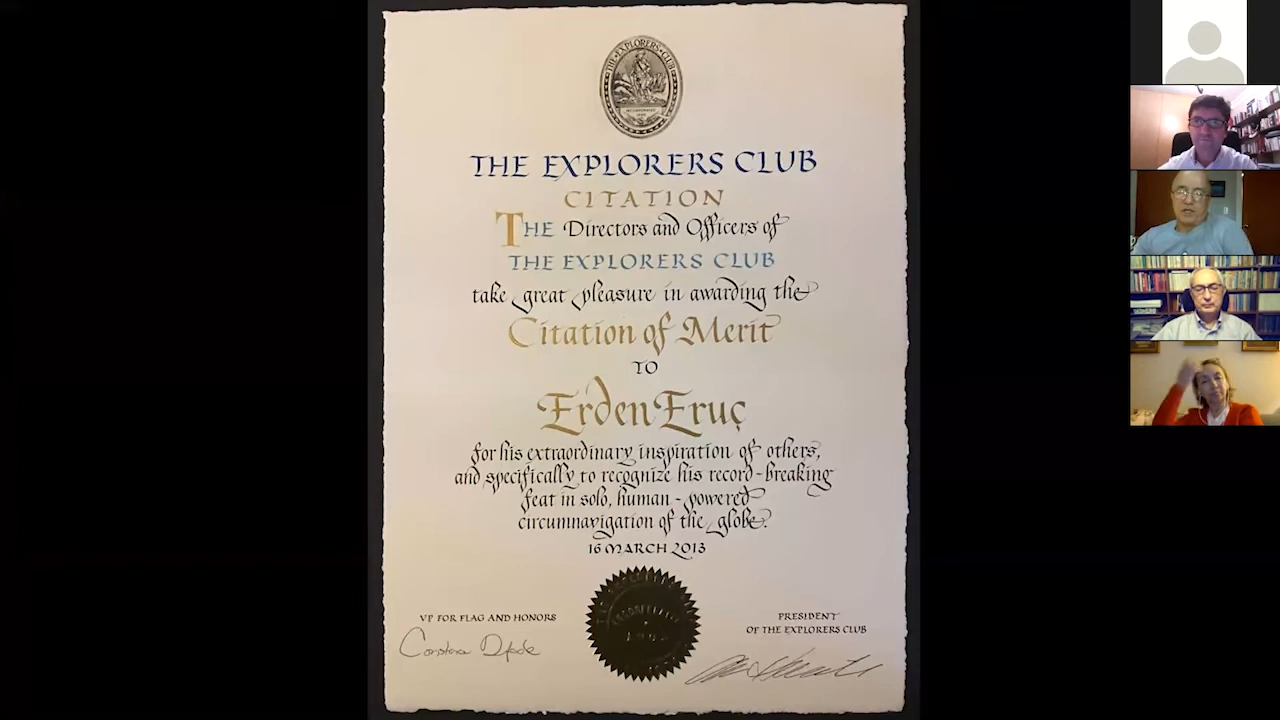 THE EXPLORERS CLUB
THE EXPLORERS CLUB
CITATION
THE Directors and Officers of
THE EXPLORERS CLUB
take great pleasure in awarding the
Citation of Merit
TO
Erden Eruç
for his extraordinary inspiration of others,
and specifically to recognize his record-breaking
feat in solo, human-powered
circumnavigation of the globe.
16 MARCH 2013
VP FOR FLAG AND HONORS
PRESIDENT
OF THE EXPLORERS CLUB